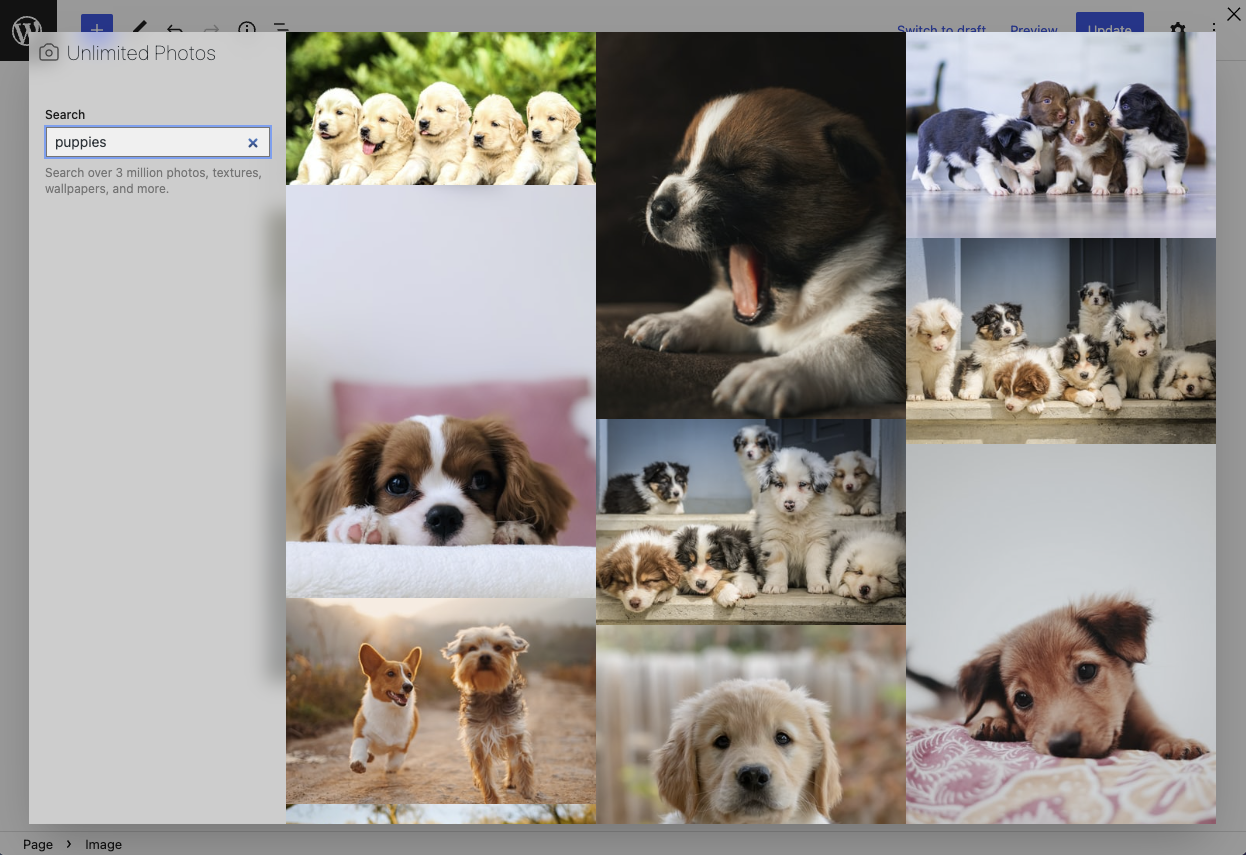 Switch to draft
Preview
Update
Unlimited Photos
Search
puppies
Search over 3 million photos, textures,
wallpapers, and more.
Page
Image